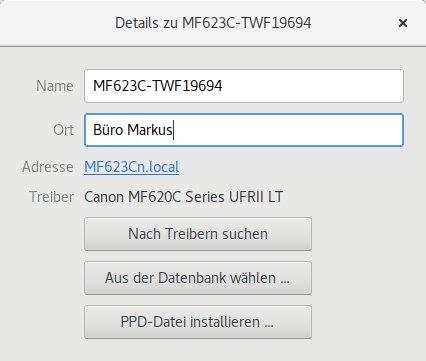 Details zu MF623C-TWF19694
Name MF623C-TWF19694
Ort Büro Markus
Adresse MF623Cn.local
Treiber Canon MF620C Series UFRII LT
Nach Treibern suchen
Aus der Datenbank wählen ...
PPD-Datei installieren ...